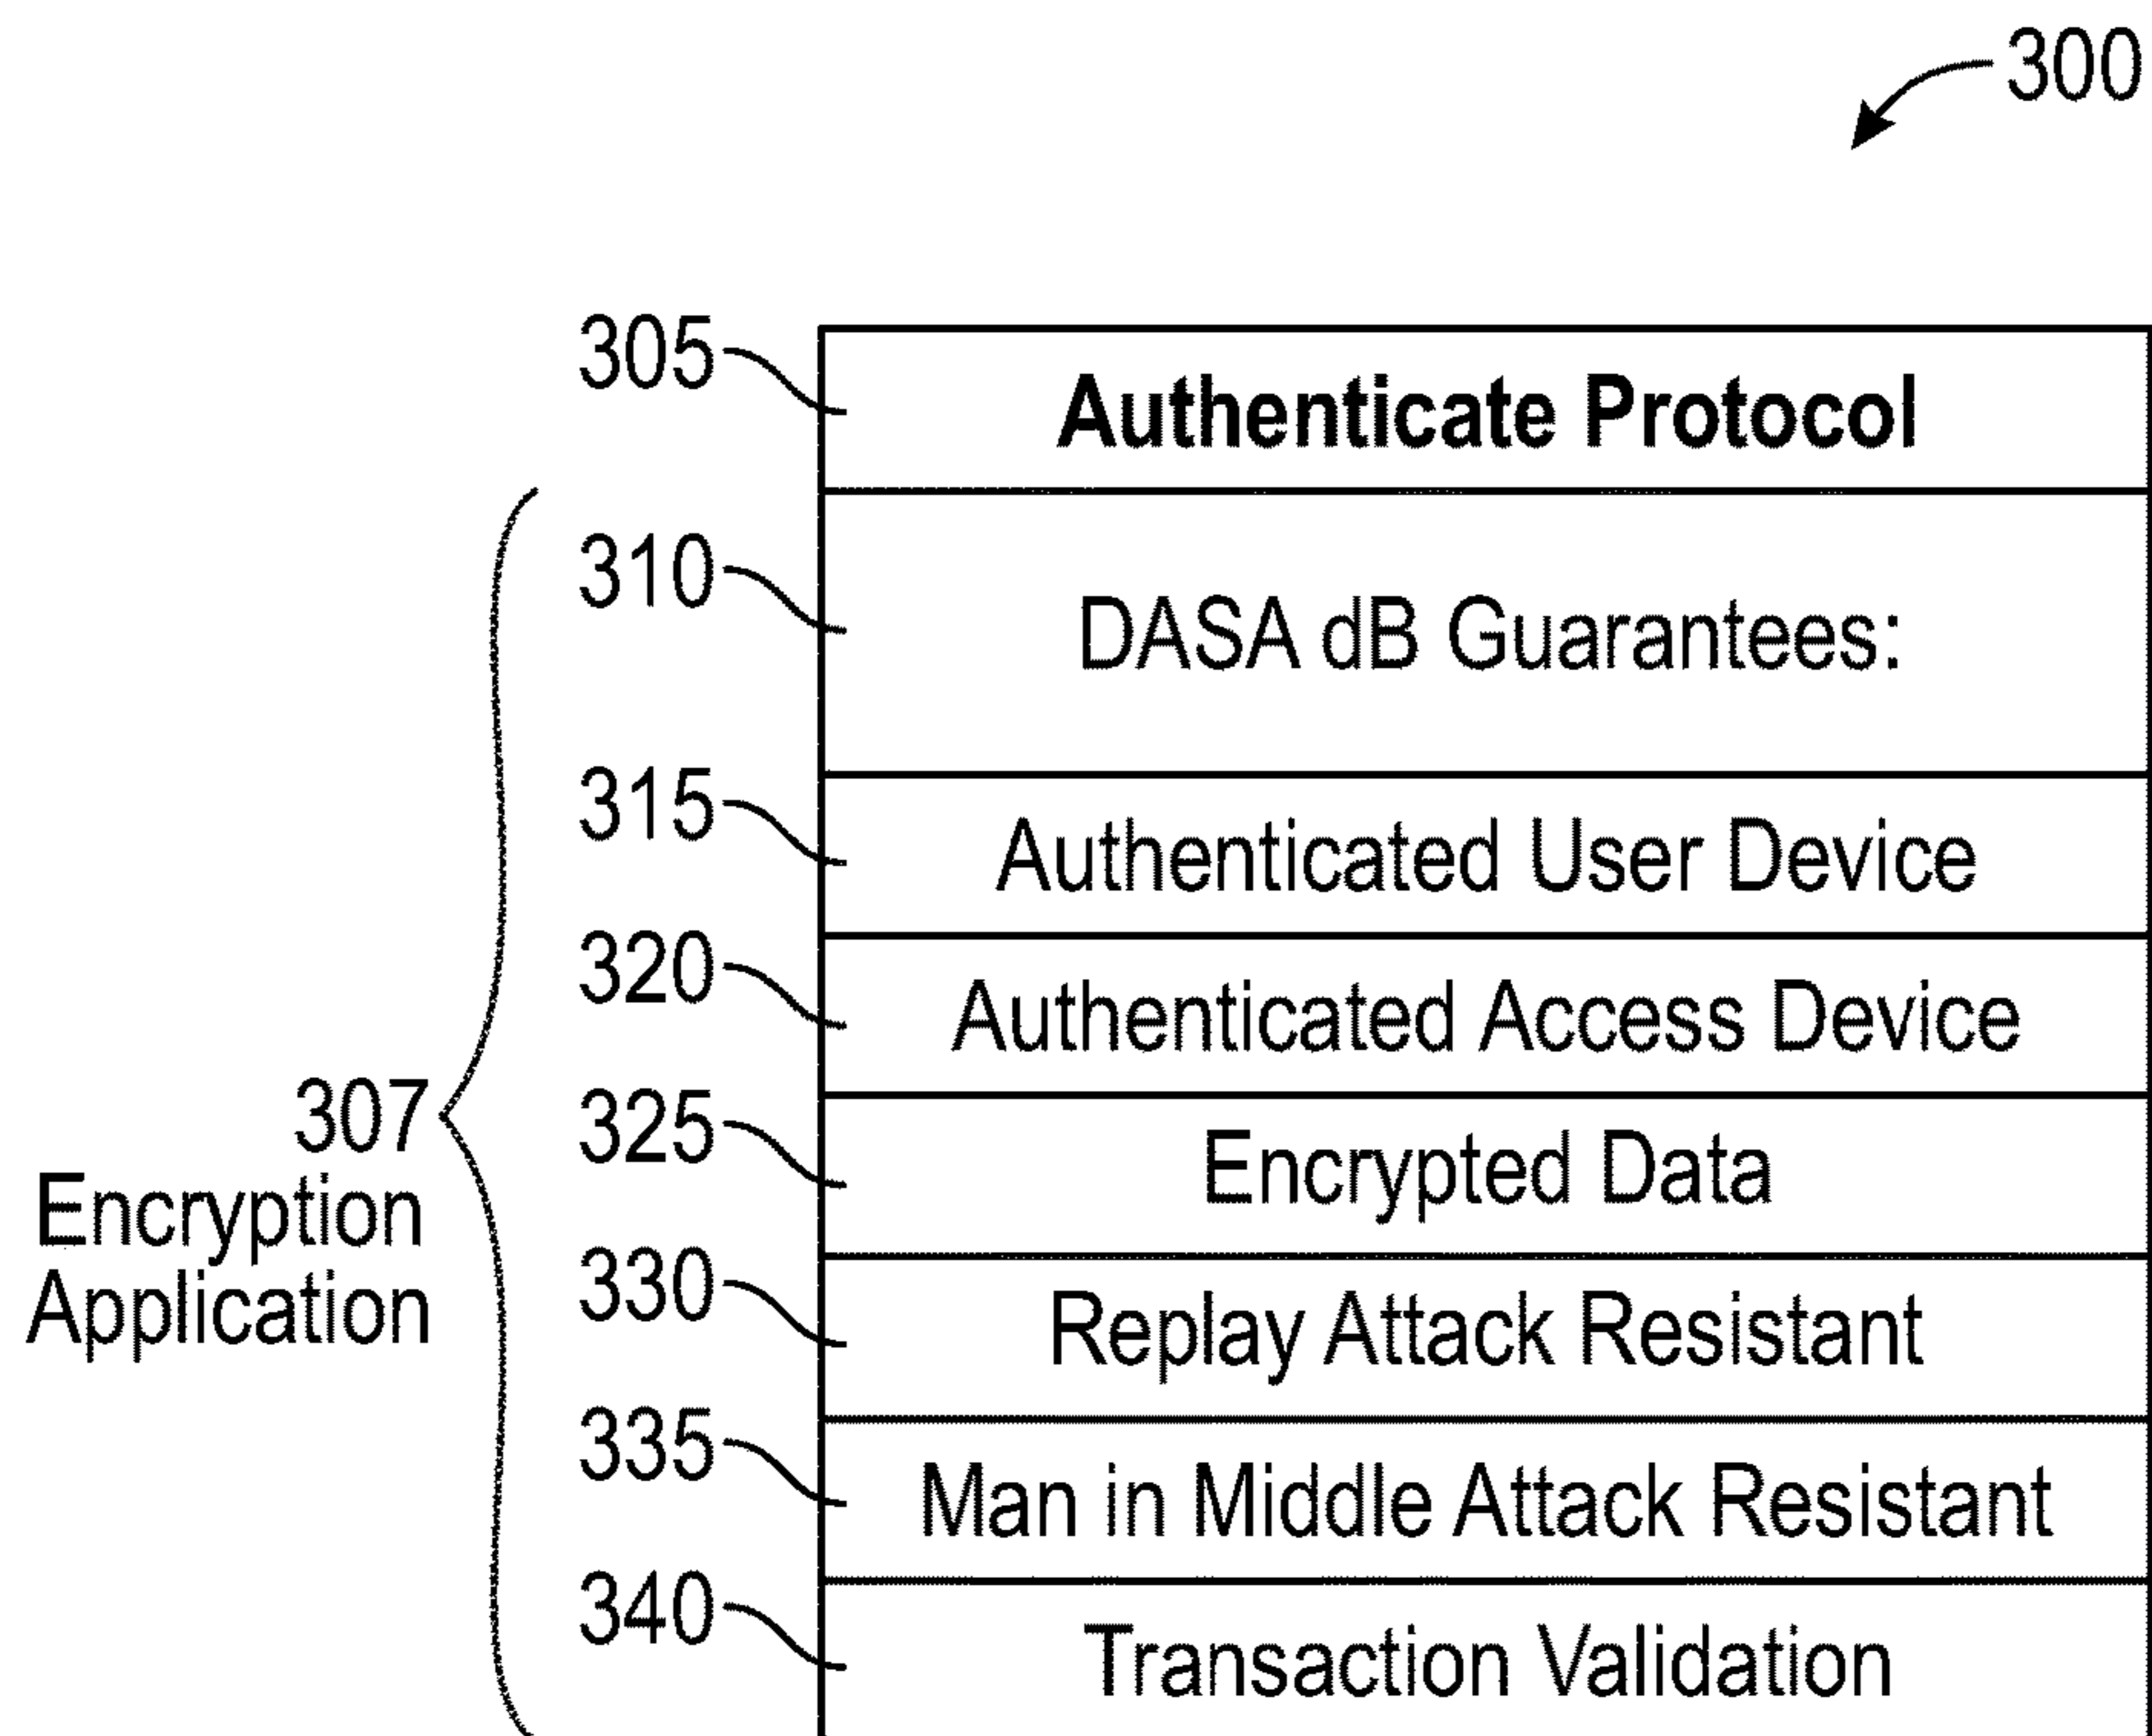 300
305
Authenticate Protocol
310
DASA dB Guarantees:
315
Authenticated User Device
320
Authenticated Access Device
307
Encryption
Application
325
Encrypted Data
330
Replay Attack Resistant
335
Man in Middle Attack Resistant
340
Transaction Validation